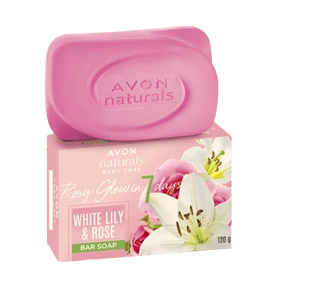 AVON
naturals
AVON
naturals
BODY CARE
Rosy Glow in 7 days
WHITE LILY
& ROSE
BAR SOAP
120 g